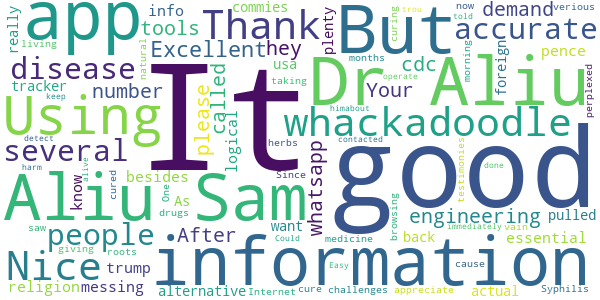 app
Thank
But
demand
accurate
info
commies
really
tools
hey
plenty
verious
curing
trou
Excellent
usa
now
told
living
natural
tracker
disease
number
please
called
logical
cdc
months
taking
operate
morning
foreign
Your
pence
perplexed
It
Dr Aliu
Using
several
whackadoodle
good
Aliu Sam
know
besides
As
drugs
One
cured
alive
detect
harm
keep
herbs
Since
whatsapp
himabout
contacted
browsing
engineering
testimonies
done
pulled
people
After
want
Could
medicine
back
immediately
vain
essential
Nice
information
saw
giving
roots
trump
messing
religion
alternative
Internet
cure
Easy
challenges
appreciate
cause
actual
Syphilis